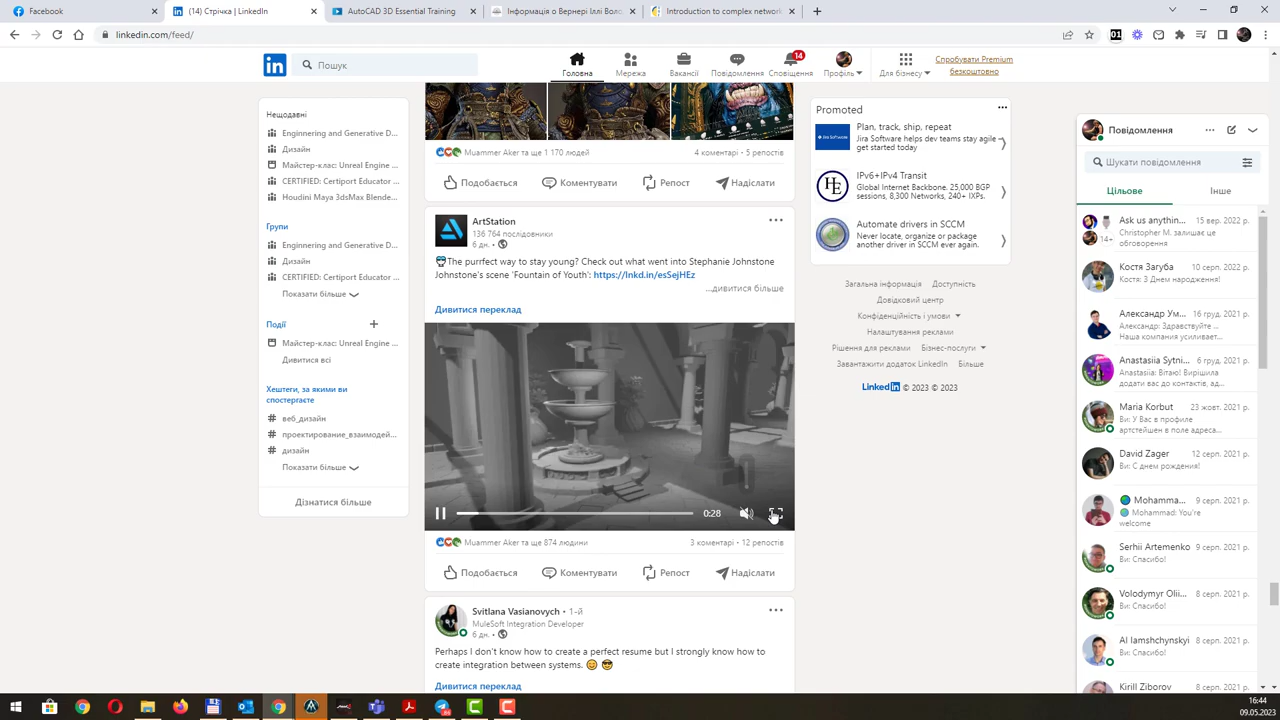 Facebook
(14) Стрічка | LinkedIn
AutoCAD 3D Essential Training
Інформація о Вернері Іллі Воло
Introduction to complex network
linkedin.com/feed/
Пошук
Головна
Мережа
Вакансії
Повідомлення
14
Сповіщення
Профіль
Для бізнесу
Спробувати Premium
безкоштовно
Нещодавні
Enginnering and Generative D...
Дизайн
Майстер-клас: Unreal Engine ...
CERTIFIED: Certiport Educator ...
Houdini Maya 3dsMax Blende...
Групи
Enginnering and Generative D...
Дизайн
CERTIFIED: Certiport Educator ...
Показати більше
Події
Майстер-клас: Unreal Engine ...
Дивитися всі
Хештеги, за якими ви
спостерігаєте
веб_дизайн
проектирование_взаимодей...
дизайн
Показати більше
Дізнатися більше
Muammer Aker та ще 1 170 людей
4 коментарі • 5 репостів
Подобається
Коментувати
Репост
Надіслати
ArtStation
136 764 послідовники
6 дн. •
The purrfect way to stay young? Check out what went into Stephanie Johnstone
Johnstone's scene 'Fountain of Youth': https://lnkd.in/esSejHEz
...дивитися більше
Дивитися переклад
0:28
Muammer Aker та ще 874 людини
3 коментарі • 12 репостів
Подобається
Коментувати
Репост
Надіслати
Svitlana Vasianovych • 1-й
MuleSoft Integration Developer
6 дн. •
Perhaps I don't know how to create a perfect resume but I strongly know how to
create integration between systems. 😊 😎
Дивитися переклад
Promoted
Plan, track, ship, repeat
Jira Software helps dev teams stay agile -
get started today
IPv6+IPv4 Transit
Global Internet Backbone. 25,000 BGP
sessions, 8,300 Networks, 240+ IXPs.
Automate drivers in SCCM
Never locate, organize or package
another driver in SCCM ever again.
Загальна інформація
Доступність
Довідковий центр
Конфіденційність і умови
Налаштування реклами
Рішення для реклами
Бізнес-послуги
Завантажити додаток LinkedIn
Більше
LinkedIn © 2023 © 2023
Повідомлення
Шукати повідомлення
Цільове
Інше
14+
Ask us anythin...
15 вер. 2022 р.
Christopher M. залишає це
обговорення
Костя Загуба
10 серп. 2022 р.
Костя: З Днем народження!
Александр Ум...
16 груд. 2021 р.
Александр: Здравствуйте ...
Наша компания усиливает...
Anastasiia Sytni...
6 груд. 2021 р.
Anastasiia: Вітаю! Вирішила
додати вас до контактів, ад...
Maria Korbut
23 жовт. 2021 р.
Ви: У Вас в профиле
артстейшен в поле адреса...
David Zager
12 серп. 2021 р.
Ви: С днем рождения!
Mohamma...
9 серп. 2021 р.
Mohammad: You're
welcome
Serhii Artemenko
9 серп. 2021 р.
Ви: Спасибо!
Volodymyr Olii...
8 серп. 2021 р.
Ви: Спасибо!
Al Iamshchynskyi
8 серп. 2021 р.
Ви: Спасибо!
Kirill Ziborov
8 серп. 2021 р.
16:44
09.05.2023